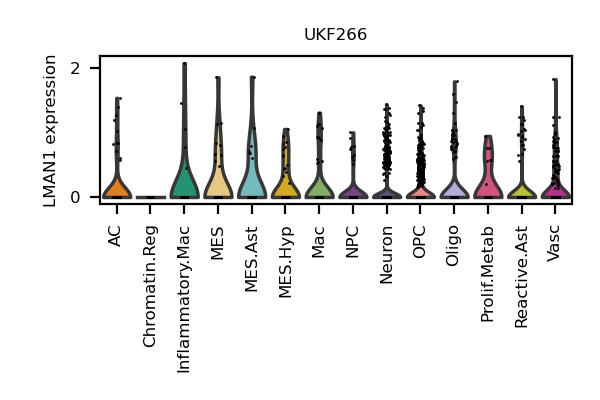 UKF266
LMAN1 expression
2
0
AC
Chromatin.Reg
Inflammatory.Mac
MES
MES.Ast
MES.Hyp
Mac
NPC
Neuron
OPC
Oligo
Prolif.Metab
Reactive.Ast
Vasc